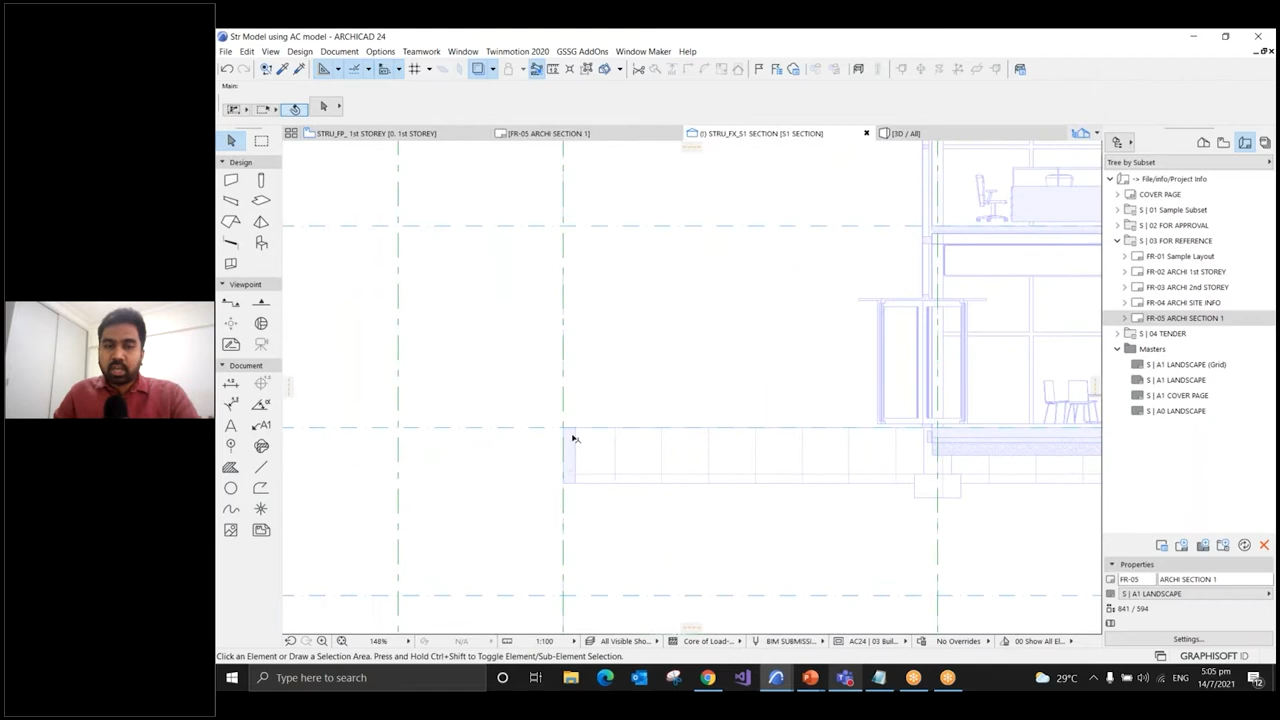 Str Model using AC model - ARCHICAD 24
File Edit View Design Document Options Teamwork Window Twinmotion 2020 GSSG AddOns Window Maker Help
Main:
STRU_FP_ 1st STOREY [0. 1st STOREY]
[FR-05 ARCHI SECTION 1]
(!) STRU_FX_S1 SECTION [S1 SECTION]
[3D / All]
Design
Viewpoint
Document
Tree by Subset
-> File/info/Project Info
COVER PAGE
S | 01 Sample Subset
S | 02 FOR APPROVAL
S | 03 FOR REFERENCE
FR-01 Sample Layout
FR-02 ARCHI 1st STOREY
FR-03 ARCHI 2nd STOREY
FR-04 ARCHI SITE INFO
FR-05 ARCHI SECTION 1
S | 04 TENDER
Masters
S | A1 LANDSCAPE (Grid)
S | A1 LANDSCAPE
S | A1 COVER PAGE
S | A0 LANDSCAPE
Properties
FR-05 ARCHI SECTION 1
S | A1 LANDSCAPE
841 / 594
Settings...
148% N/A 1:100 All Visible Sho... Core of Load-... BIM SUBMISSI... AC24 | 03 Buil... No Overrides 00 Show All El...
Click an Element or Draw a Selection Area. Press and Hold Ctrl+Shift to Toggle Element/Sub-Element Selection.
GRAPHISOFT ID
Type here to search
29°C
ENG
5:05 pm
14/7/2021